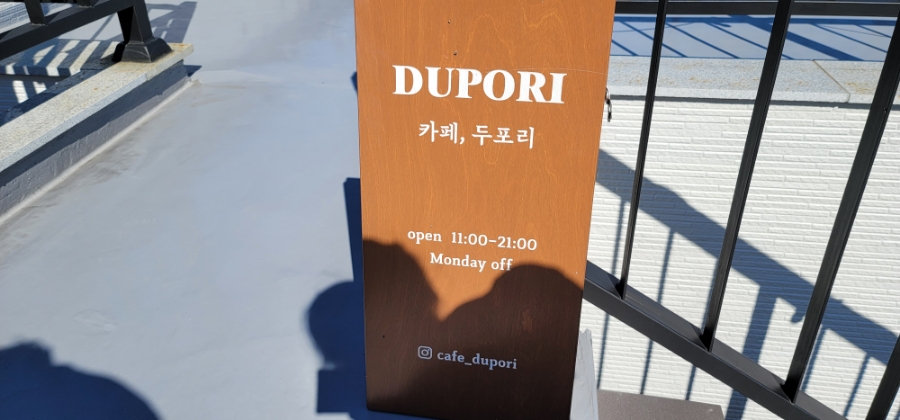 DUPORI
카페, 두포리
open 11:00-21:00
Monday off
cafe_dupori